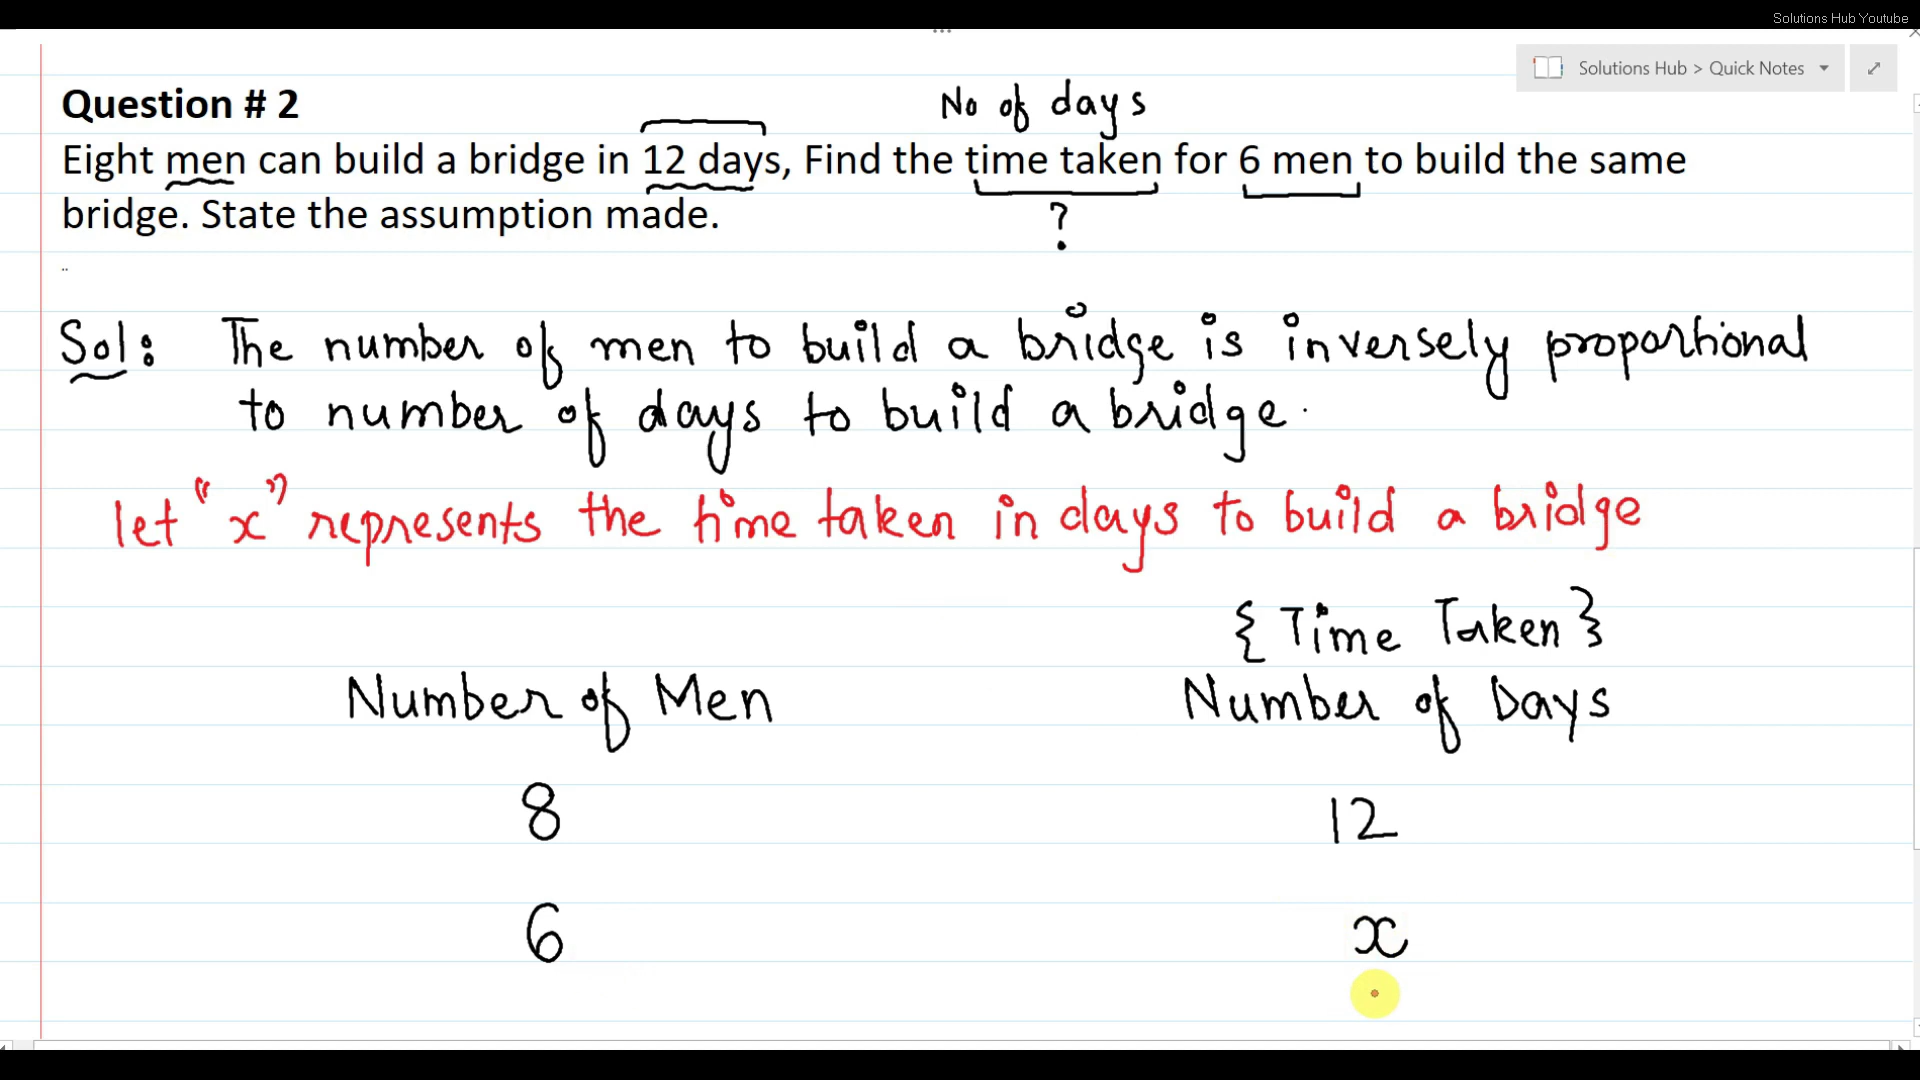 Solutions Hub Youtube
Solutions Hub > Quick Notes
Question # 2
No of days
Eight men can build a bridge in 12 days, Find the time taken for 6 men to build the same
bridge. State the assumption made.
?
Sol: The number of men to build a bridge is inversely proportional
to number of days to build a bridge.
let "x" represents the time taken in days to build a bridge
{Time Taken}
Number of Men Number of Days
8 12
6 x